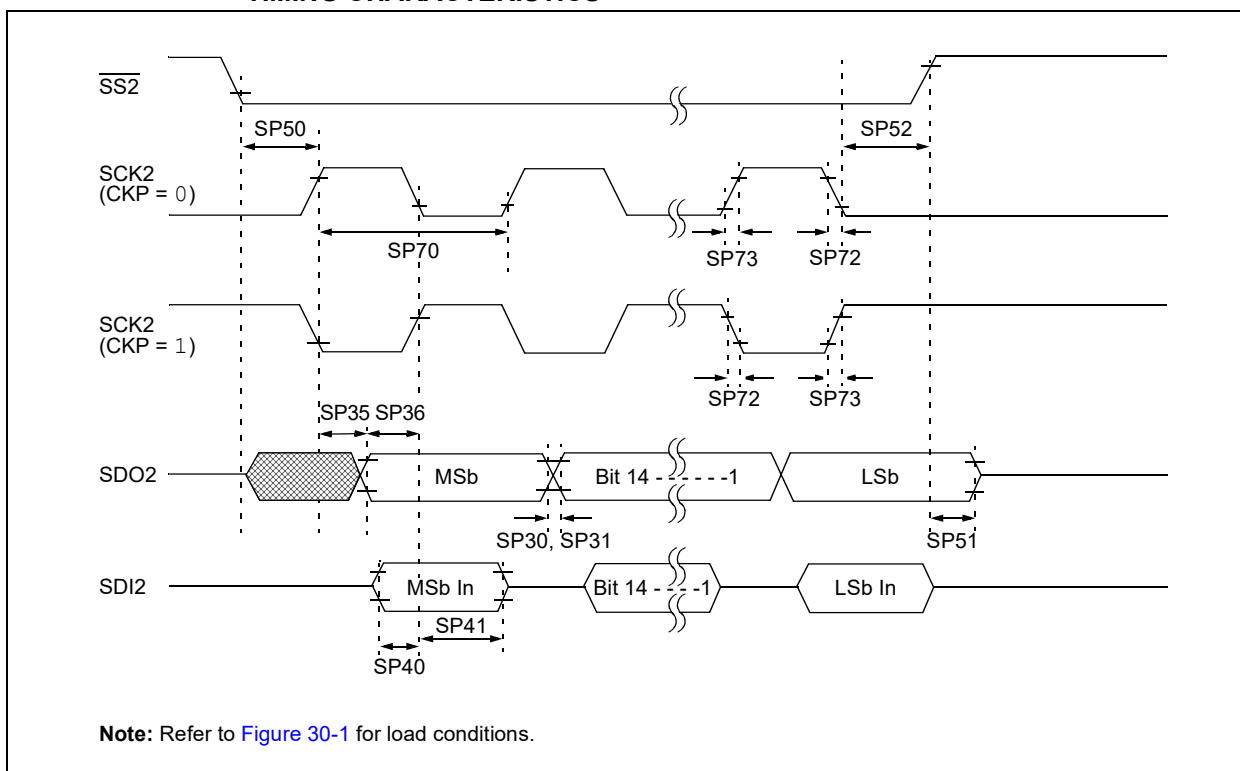 TIMING CHARACTERISTICS
SS2
SP50
SP52
SCK2
(CKP = 0)
SP70
SP73
SP72
SCK2
(CKP = 1)
SP72
SP73
SP35 SP36
SDO2
MSb
Bit 14 - - - - - -1
LSb
SP30, SP31
SP51
SDI2
MSb In
Bit 14 - - - -1
LSb In
SP41
SP40
Note: Refer to Figure 30-1 for load conditions.